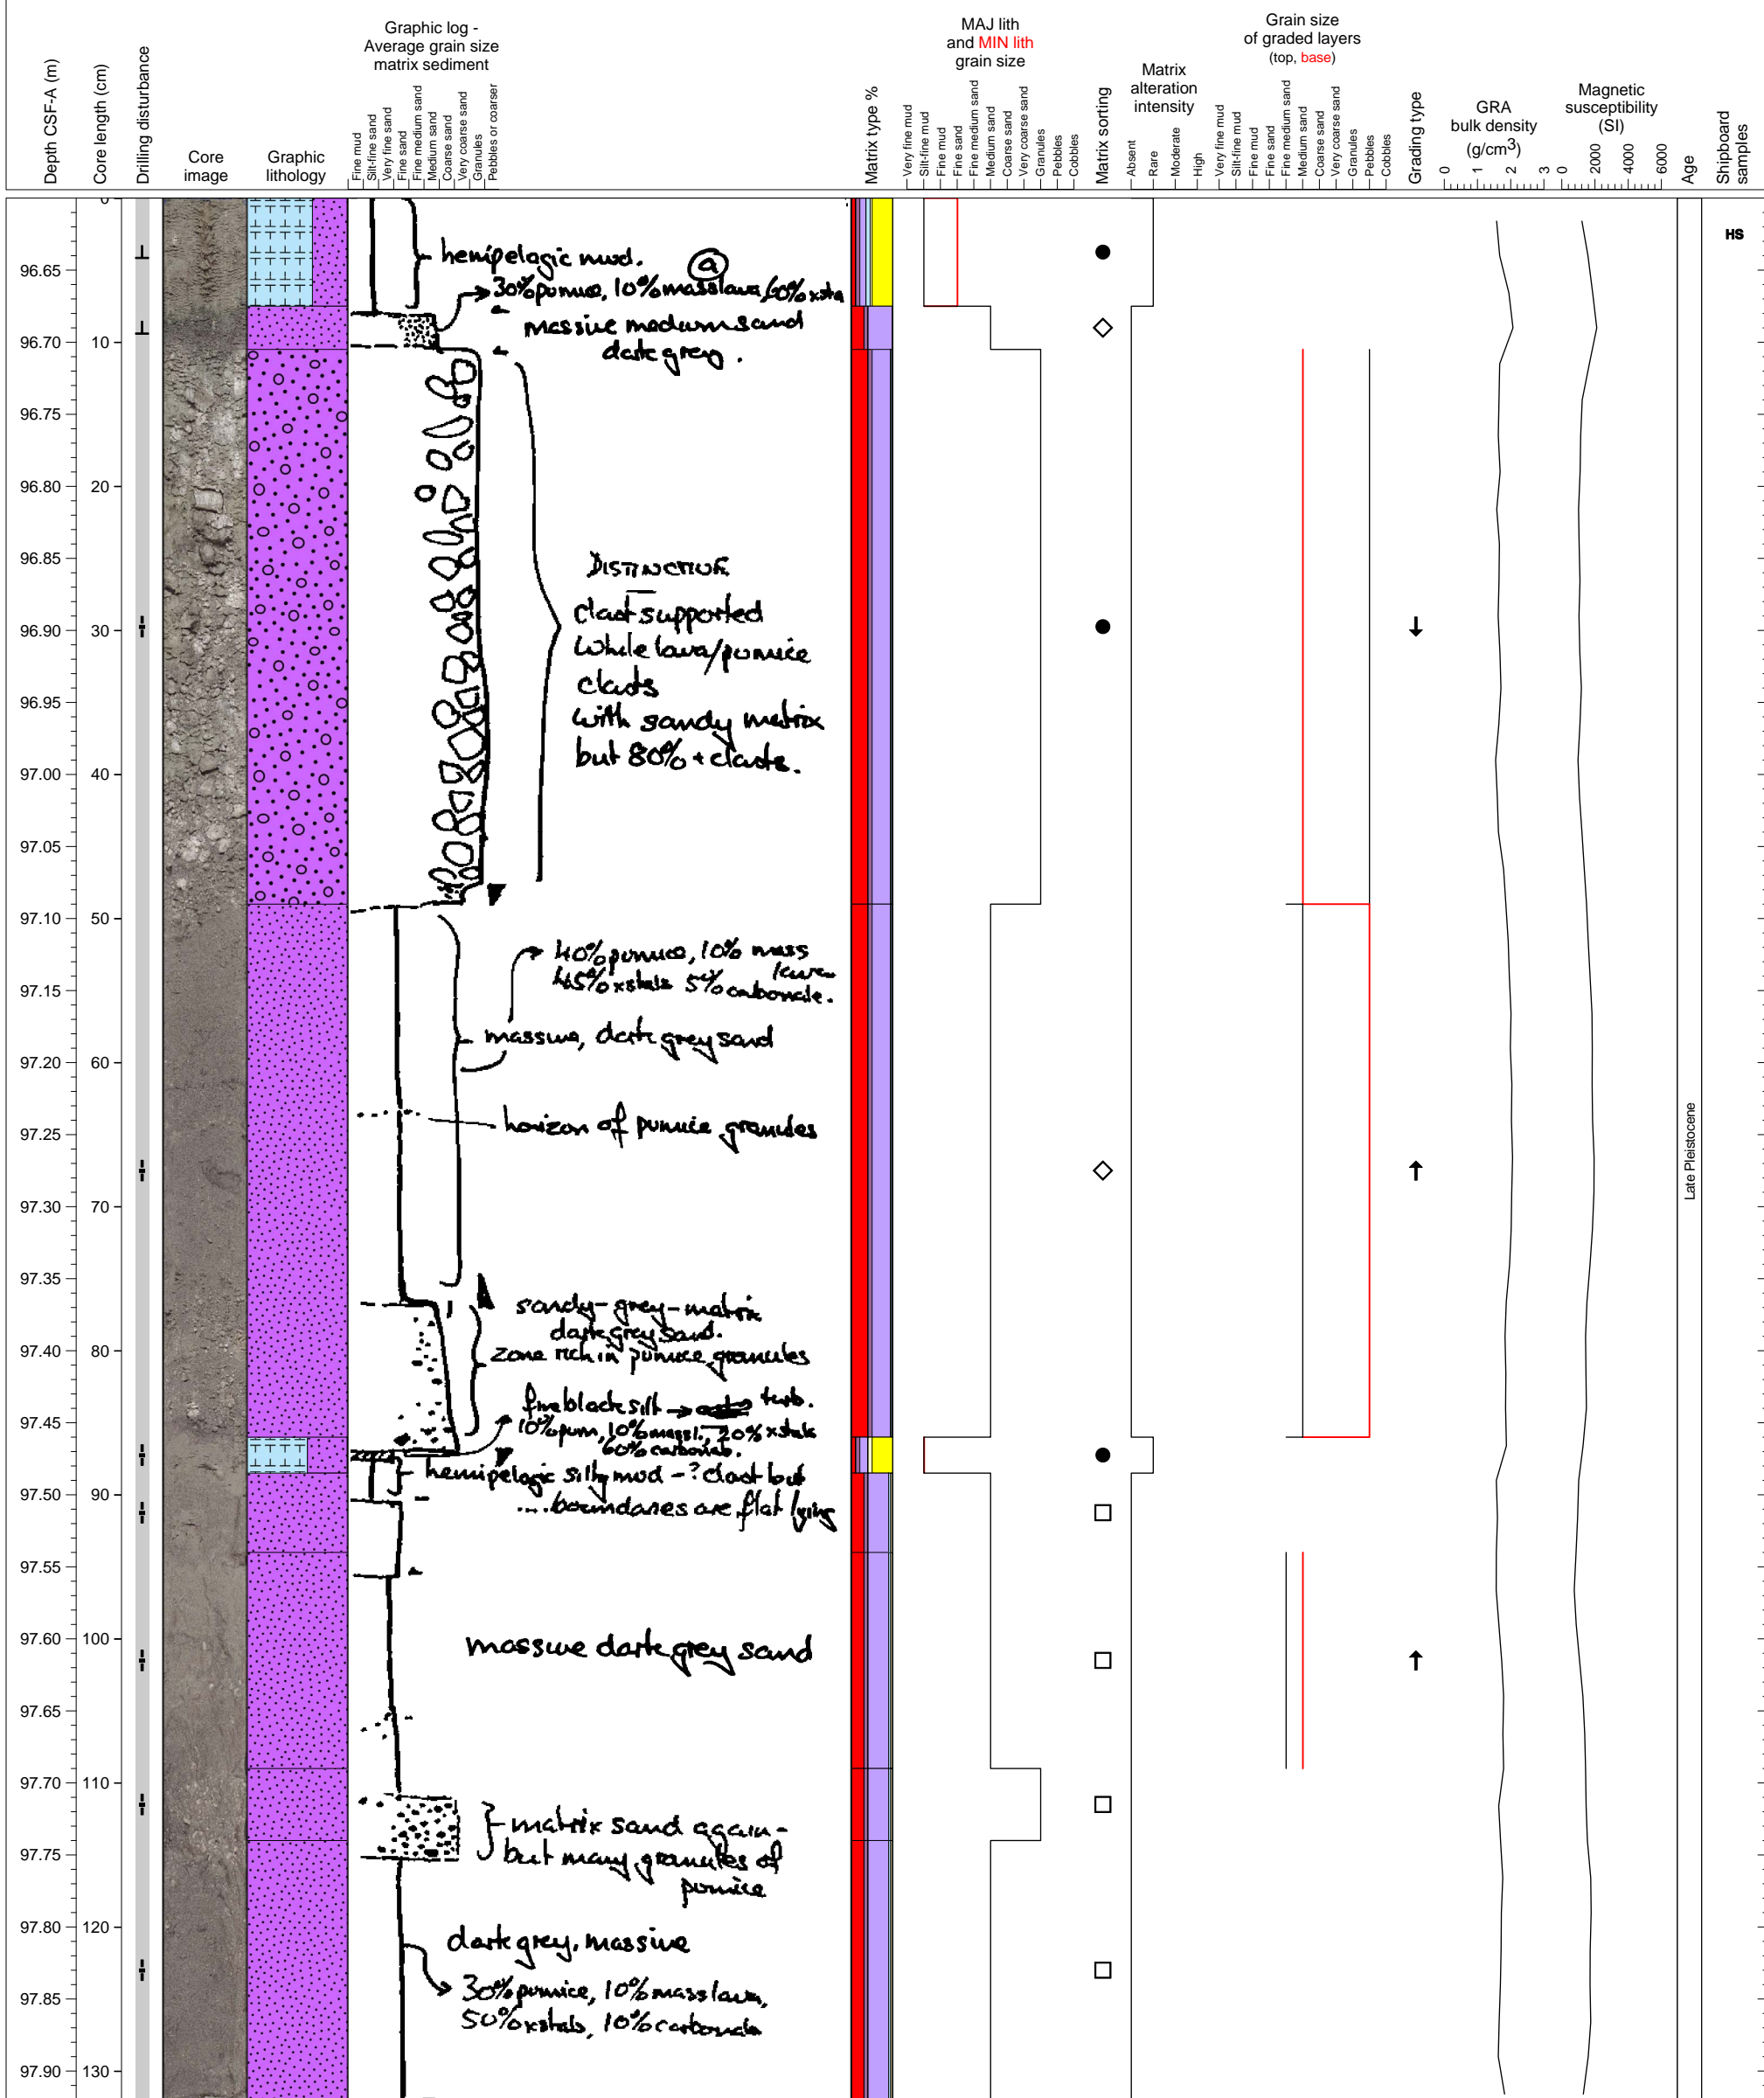 Depth CSF-A (m)
Core length (cm)
Drilling disturbance
Core
image
Graphic
lithology
Graphic log -
Average grain size
matrix sediment
Fine mud
Silt-fine sand
Very fine sand
Fine sand
Fine medium sand
Medium sand
Coarse sand
Very coarse sand
Granules
Pebbles or coarser
Matrix type %
MAJ lith
and MIN lith
grain size
Very fine mud
Silt-fine mud
Fine mud
Fine sand
Fine medium sand
Medium sand
Coarse sand
Very coarse sand
Granules
Pebbles
Cobbles
Matrix sorting
Matrix
alteration
intensity
Absent
Rare
Moderate
High
Grain size
of graded layers
(top, base)
Very fine mud
Silt-fine mud
Fine mud
Fine sand
Fine medium sand
Medium sand
Coarse sand
Very coarse sand
Granules
Pebbles
Cobbles
Grading type
GRA
bulk density
(g/cm3)
0 1 2 3
Magnetic
susceptibility
(SI)
0 2000 4000 6000
Age
Shipboard
samples
0
96.65
96.70
10
96.75
96.80
20
96.85
96.90
30
96.95
97.00
40
97.05
97.10
50
97.15
97.20
60
97.25
97.30
70
97.35
97.40
80
97.45
97.50
90
97.55
97.60
100
97.65
97.70
110
97.75
97.80
120
97.85
97.90
130
hemipelagic mud.
a
30% pumice, 10% mass lava, 60% xsta
massive medium sand
dark grey.
DISTINCTIVE
clast supported
White lava/pumice
clasts
with sandy matrix
but 80% + clasts.
40% pumice, 10% mass
lava
45% xstals 5% carbonate.
massive, dark grey sand
horizon of pumice granules
sandy-grey-matrix
dark grey sand.
zone rich in pumice granules
fine black silt → turb.
10% pum, 10% massl., 20% xstals
60% carbonate.
hemipelagic silty mud - ? clast but
.... boundaries are flat lying
massive dark grey sand
matrix sand again -
but many granules of
pumice
dark grey, massive
30% pumice, 10% mass lava,
50% xstals, 10% carbonate
Late Pleistocene
HS